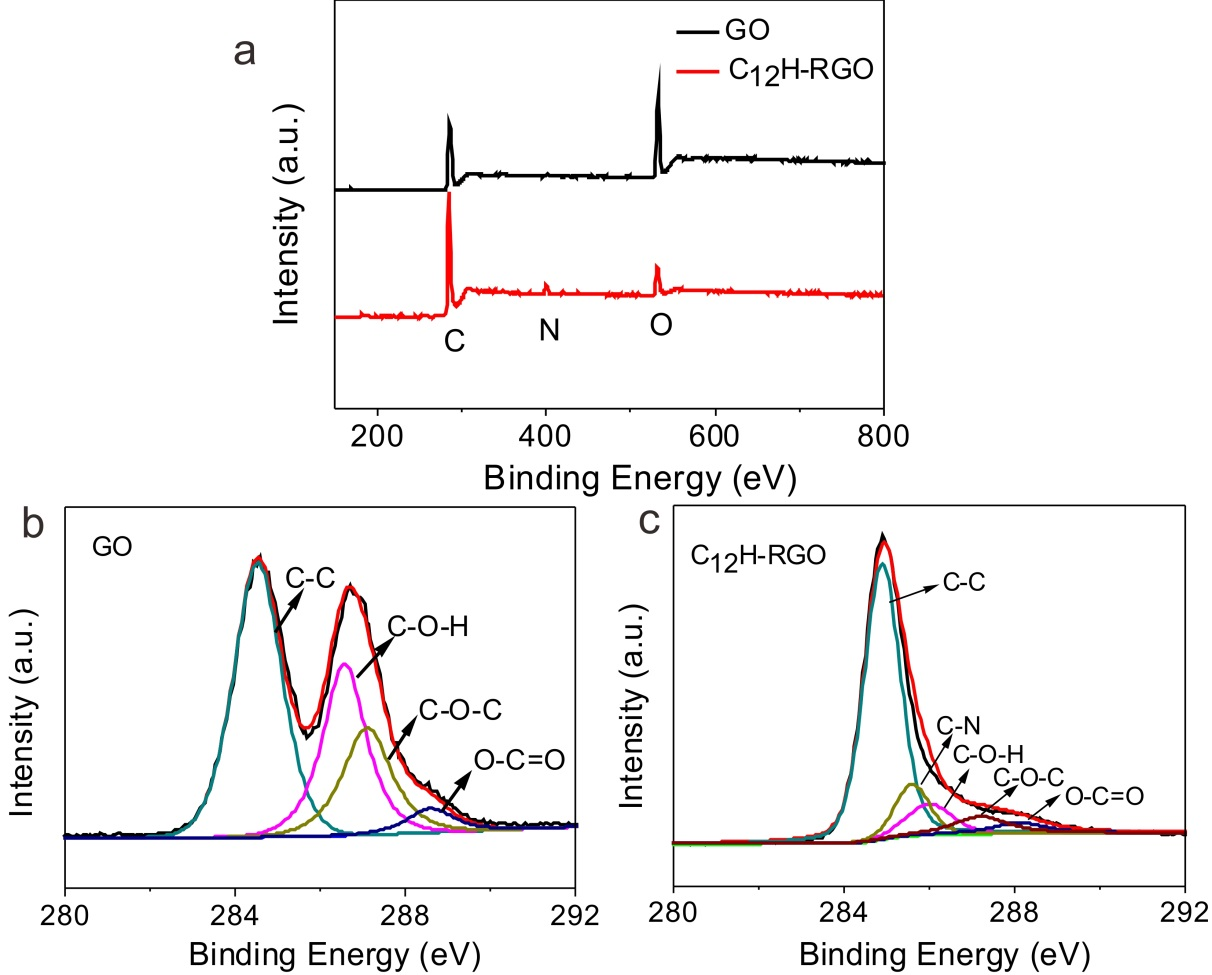 a
GO
C12H-RGO
Intensity (a.u.)
C
N
O
200 400 600 800
Binding Energy (eV)
b
GO
C-C
C-O-H
C-O-C
O-C=O
Intensity (a.u.)
280 284 288 292
Binding Energy (eV)
c
C12H-RGO
C-C
C-N
C-O-H
C-O-C
O-C=O
Intensity (a.u.)
280 284 288 292
Binding Energy (eV)